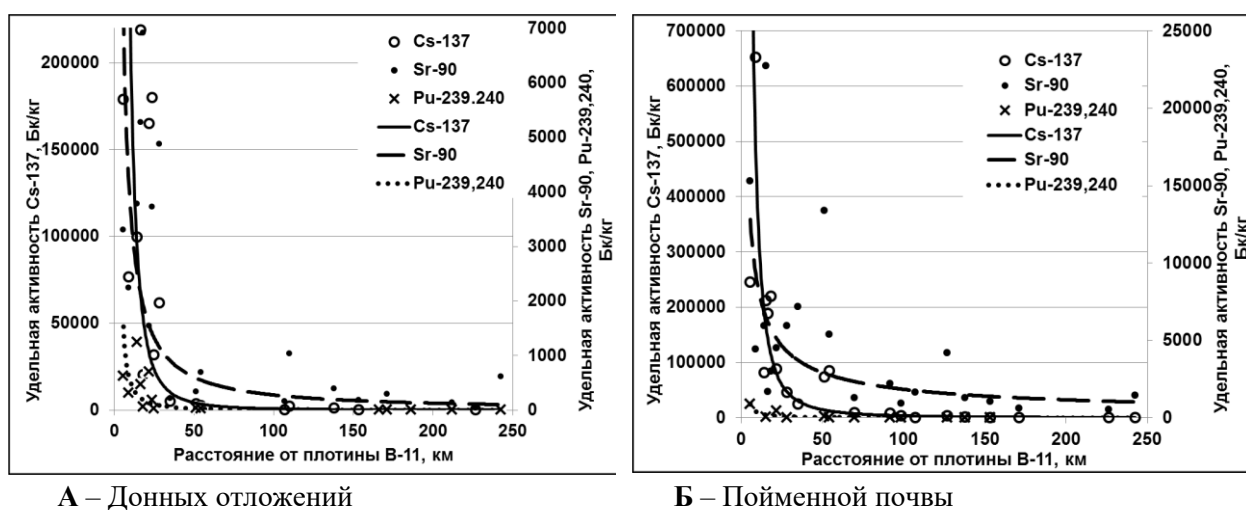 Удельная активность Cs-137, Бк/кг
200000
150000
100000
50000
0
7000
6000
5000
4000
3000
2000
1000
0
Удельная активность Sr-90, Pu-239,240,
Бк/кг
Cs-137
Sr-90
Pu-239.240
Cs-137
Sr-90
Pu-239,240
0 50 100 150 200 250
Расстояние от плотины В-11, км
А – Донных отложений
Удельная активность Cs-137, Бк/кг
700000
600000
500000
400000
300000
200000
100000
0
25000
20000
15000
10000
5000
0
Удельная активность Sr-90, Pu-239,240,
Бк/кг
Cs-137
Sr-90
Pu-239,240
Cs-137
Sr-90
Pu-239,240
0 50 100 150 200 250
Расстояние от плотины В-11, км
Б – Пойменной почвы